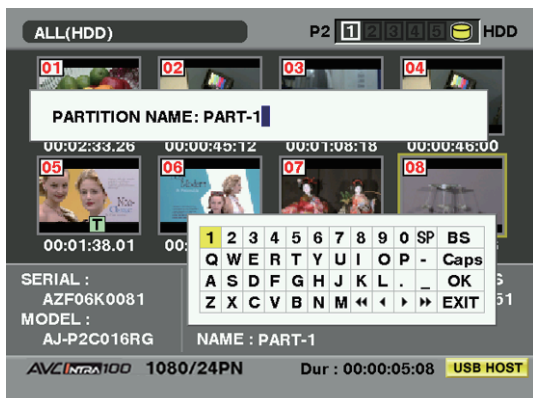 ALL(HDD)
P2 1 2 3 4 5 HDD
01 02 03 04
PARTITION NAME: PART-1
00:02:33.26 00:00:45:12 00:01:08:18 00:00:46:00
05 06 07 08
T
00:01:38.01 00:
1 2 3 4 5 6 7 8 9 0 SP BS
Q W E R T Y U I O P - Caps
A S D F G H J K L . _ OK
Z X C V B N M EXIT
SERIAL :
AZF06K0081
51
MODEL :
AJ-P2C016RG
NAME : PART-1
AVC INTRA 100 1080/24PN Dur : 00:00:05:08 USB HOST